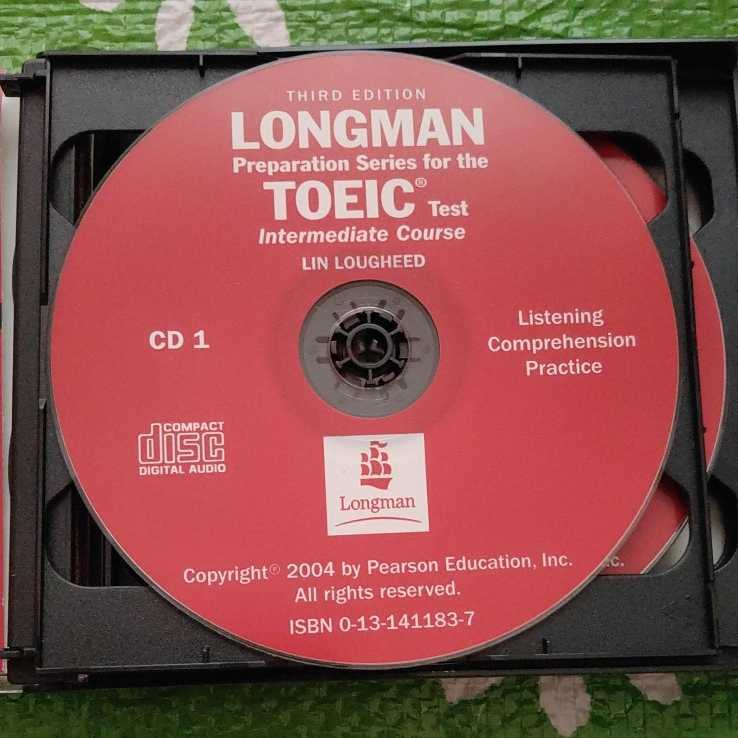 THIRD EDITION
LONGMAN
Preparation Series for the
TOEIC® Test
Intermediate Course
LIN LOUGHEED
CD 1
Listening
Comprehension
Practice
COMPACT
disc
DIGITAL AUDIO
Longman
Copyright® 2004 by Pearson Education, Inc.
All rights reserved.
ISBN 0-13-141183-7
c.